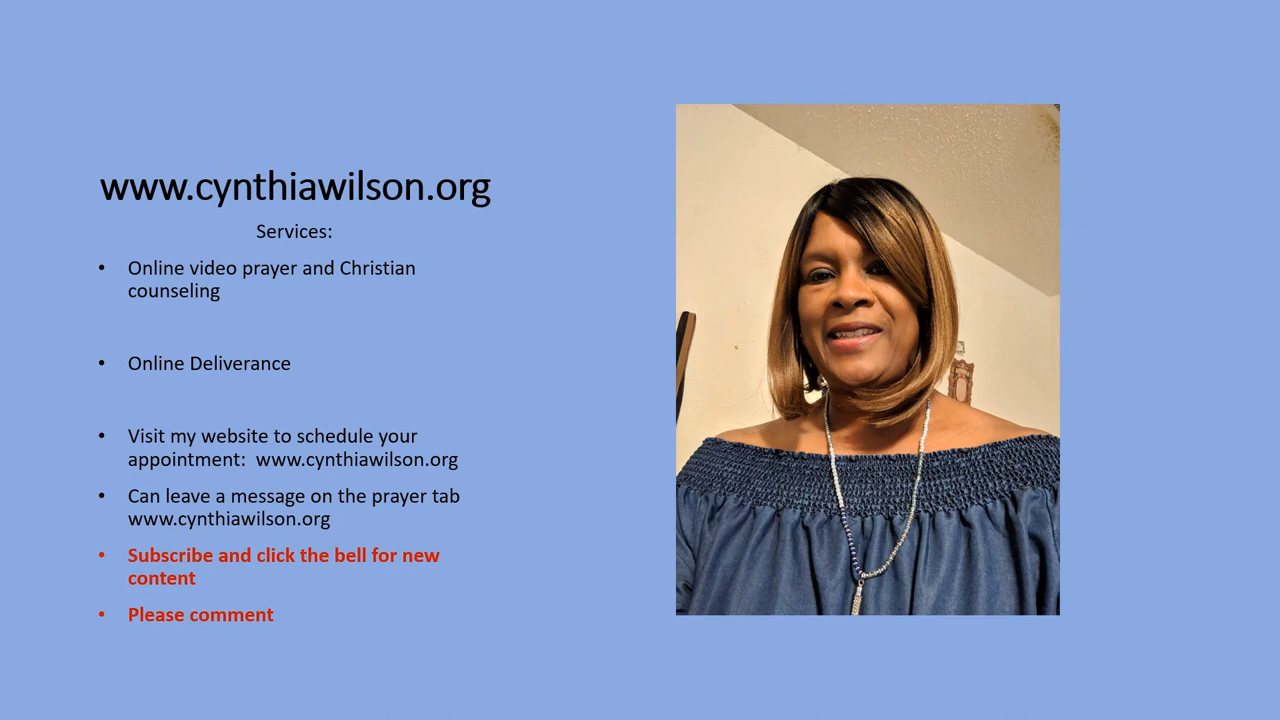 www.cynthiawilson.org
Services:
• Online video prayer and Christian
counseling
• Online Deliverance
• Visit my website to schedule your
appointment:  www.cynthiawilson.org
• Can leave a message on the prayer tab
www.cynthiawilson.org
• Subscribe and click the bell for new
content
• Please comment